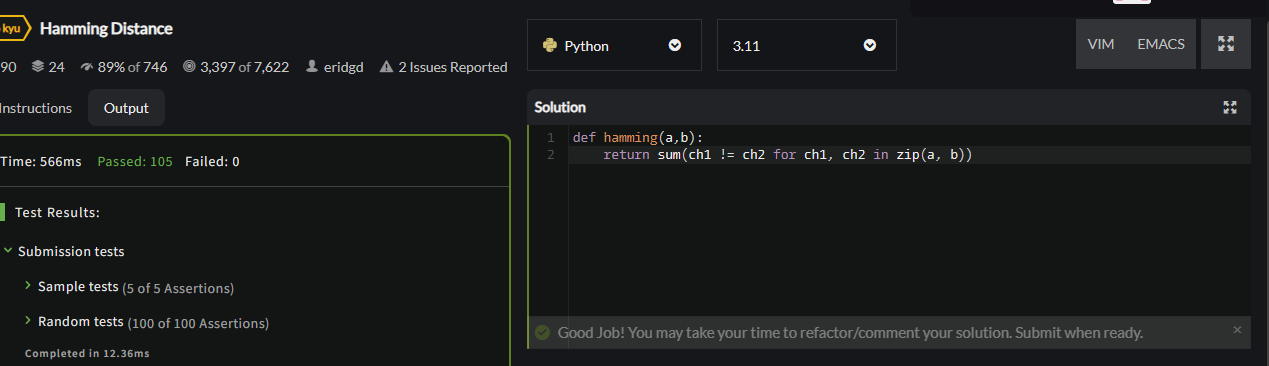 kyu Hamming Distance
90 24 89% of 746 3,397 of 7,622 eridgd 2 Issues Reported
Instructions Output
Time: 566ms Passed: 105 Failed: 0
Test Results:
Submission tests
Sample tests (5 of 5 Assertions)
Random tests (100 of 100 Assertions)
Completed in 12.36ms
Python 3.11 VIM EMACS
Solution
1 def hamming(a,b):
2 return sum(ch1 != ch2 for ch1, ch2 in zip(a, b))
Good Job! You may take your time to refactor/comment your solution. Submit when ready. ×